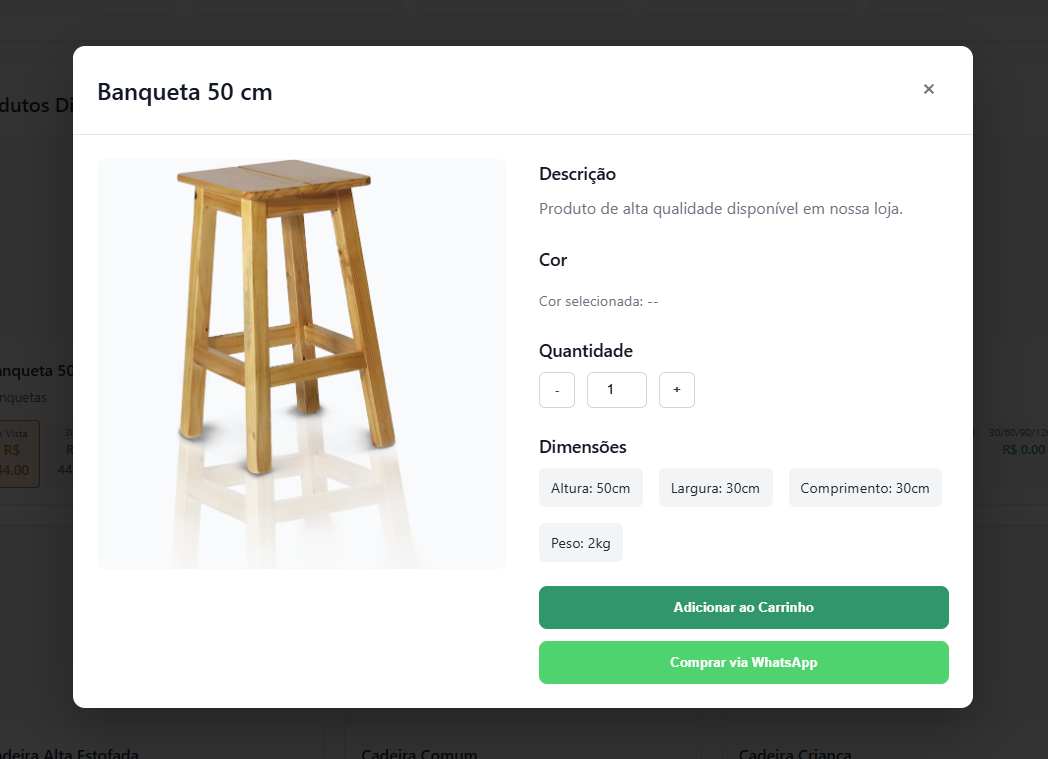 Banqueta 50 cm
×
Descrição
Produto de alta qualidade disponível em nossa loja.
Cor
Cor selecionada: --
Quantidade
- 1 +
Dimensões
Altura: 50cm Largura: 30cm Comprimento: 30cm
Peso: 2kg
Adicionar ao Carrinho
Comprar via WhatsApp
dutos Di
anqueta 50
nquetas
Vista
R$
44.00
30
R
44
30/60/90/120
R$ 0.00
deira Alta Estofada
Cadeira Comum
Cadeira Criança